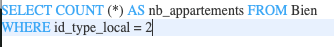 SELECT COUNT (*) AS nb_appartements FROM Bien
WHERE id_type_local = 2